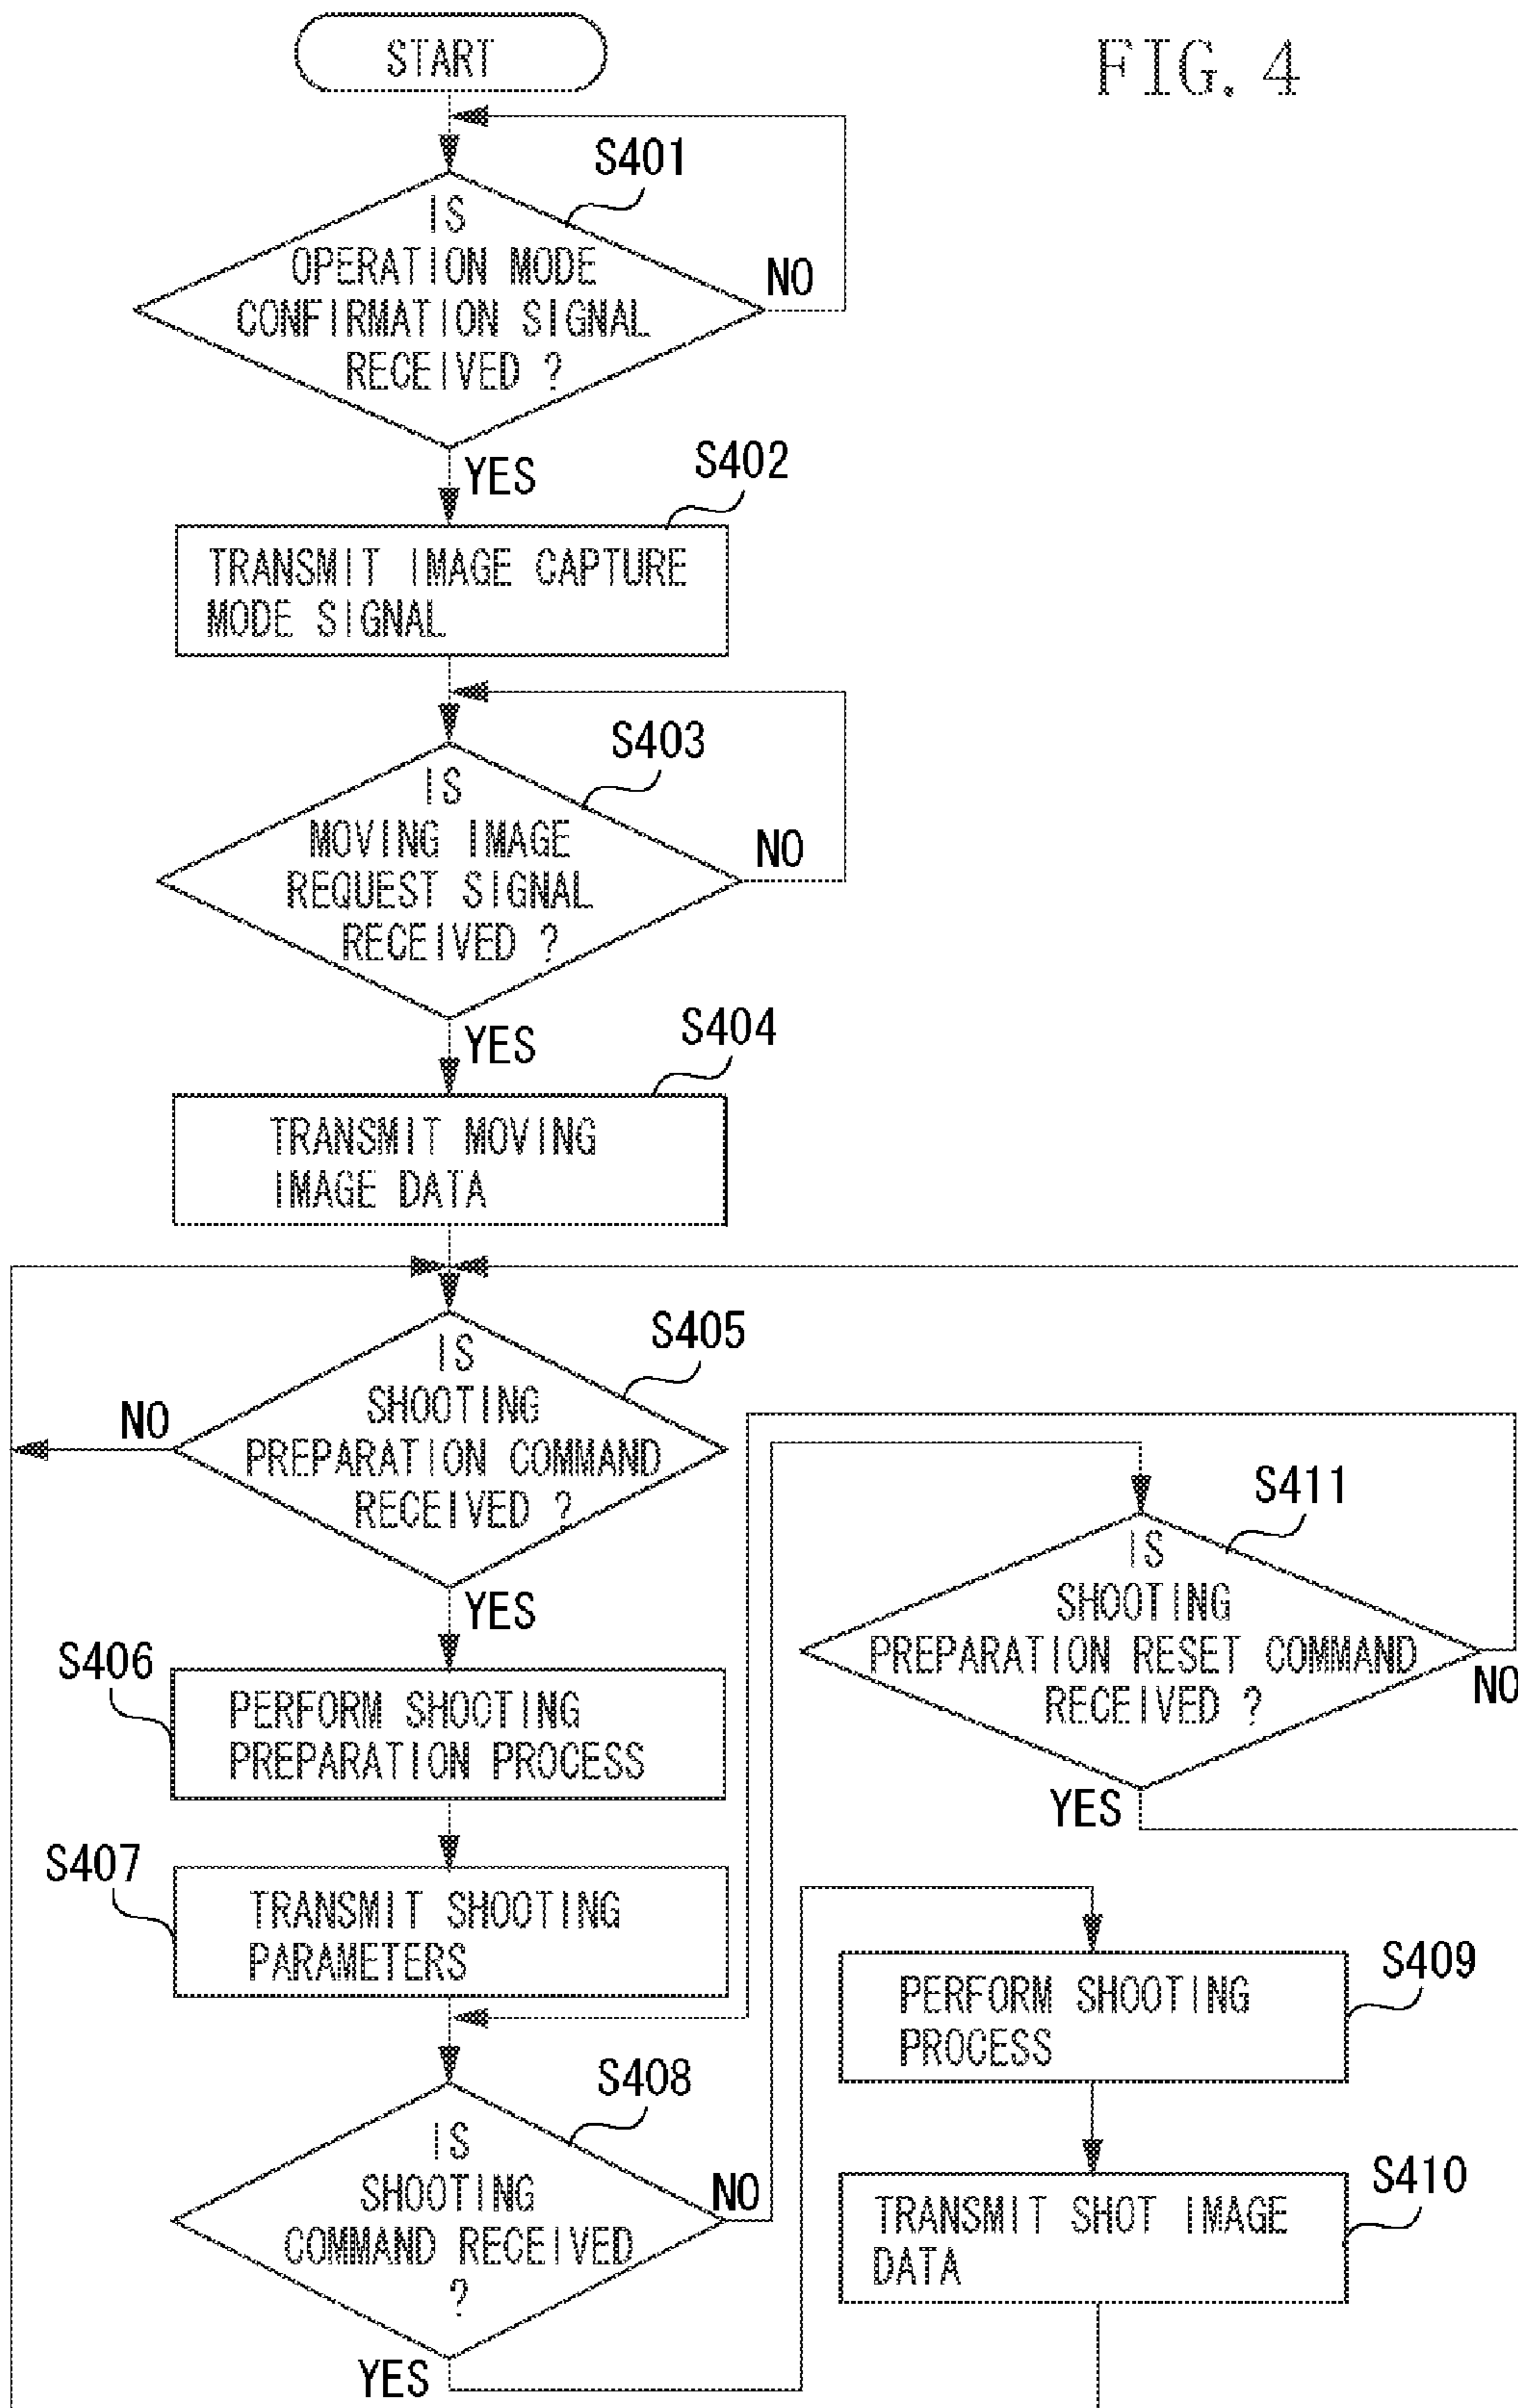 FIG. 4
START
S401
IS
OPERATION MODE
CONFIRMATION SIGNAL
RECEIVED ?
NO
YES
S402
TRANSMIT IMAGE CAPTURE
MODE SIGNAL
S403
IS
MOVING IMAGE
REQUEST SIGNAL
RECEIVED ?
NO
YES
S404
TRANSMIT MOVING
IMAGE DATA
S405
IS
SHOOTING
PREPARATION COMMAND
RECEIVED ?
NO
YES
S406
PERFORM SHOOTING
PREPARATION PROCESS
S407
TRANSMIT SHOOTING
PARAMETERS
S408
IS
SHOOTING
COMMAND RECEIVED
?
NO
YES
S411
IS
SHOOTING
PREPARATION RESET COMMAND
RECEIVED ?
NO
YES
S409
PERFORM SHOOTING
PROCESS
S410
TRANSMIT SHOT IMAGE
DATA